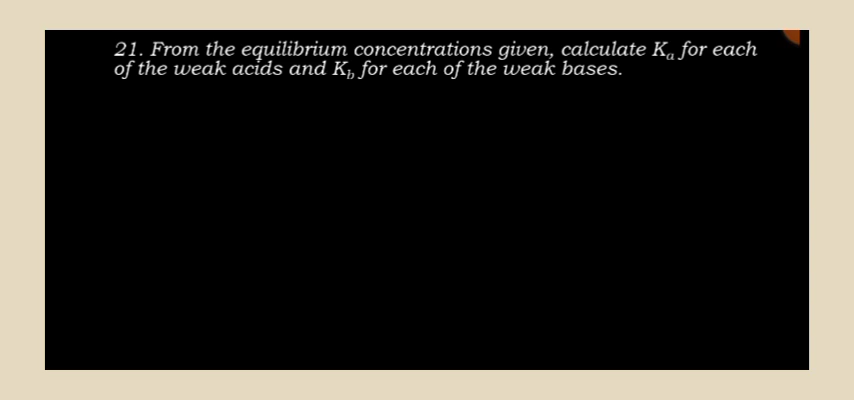 21. From the equilibrium concentrations given, calculate Kₐ for each
of the weak acids and K_b for each of the weak bases.